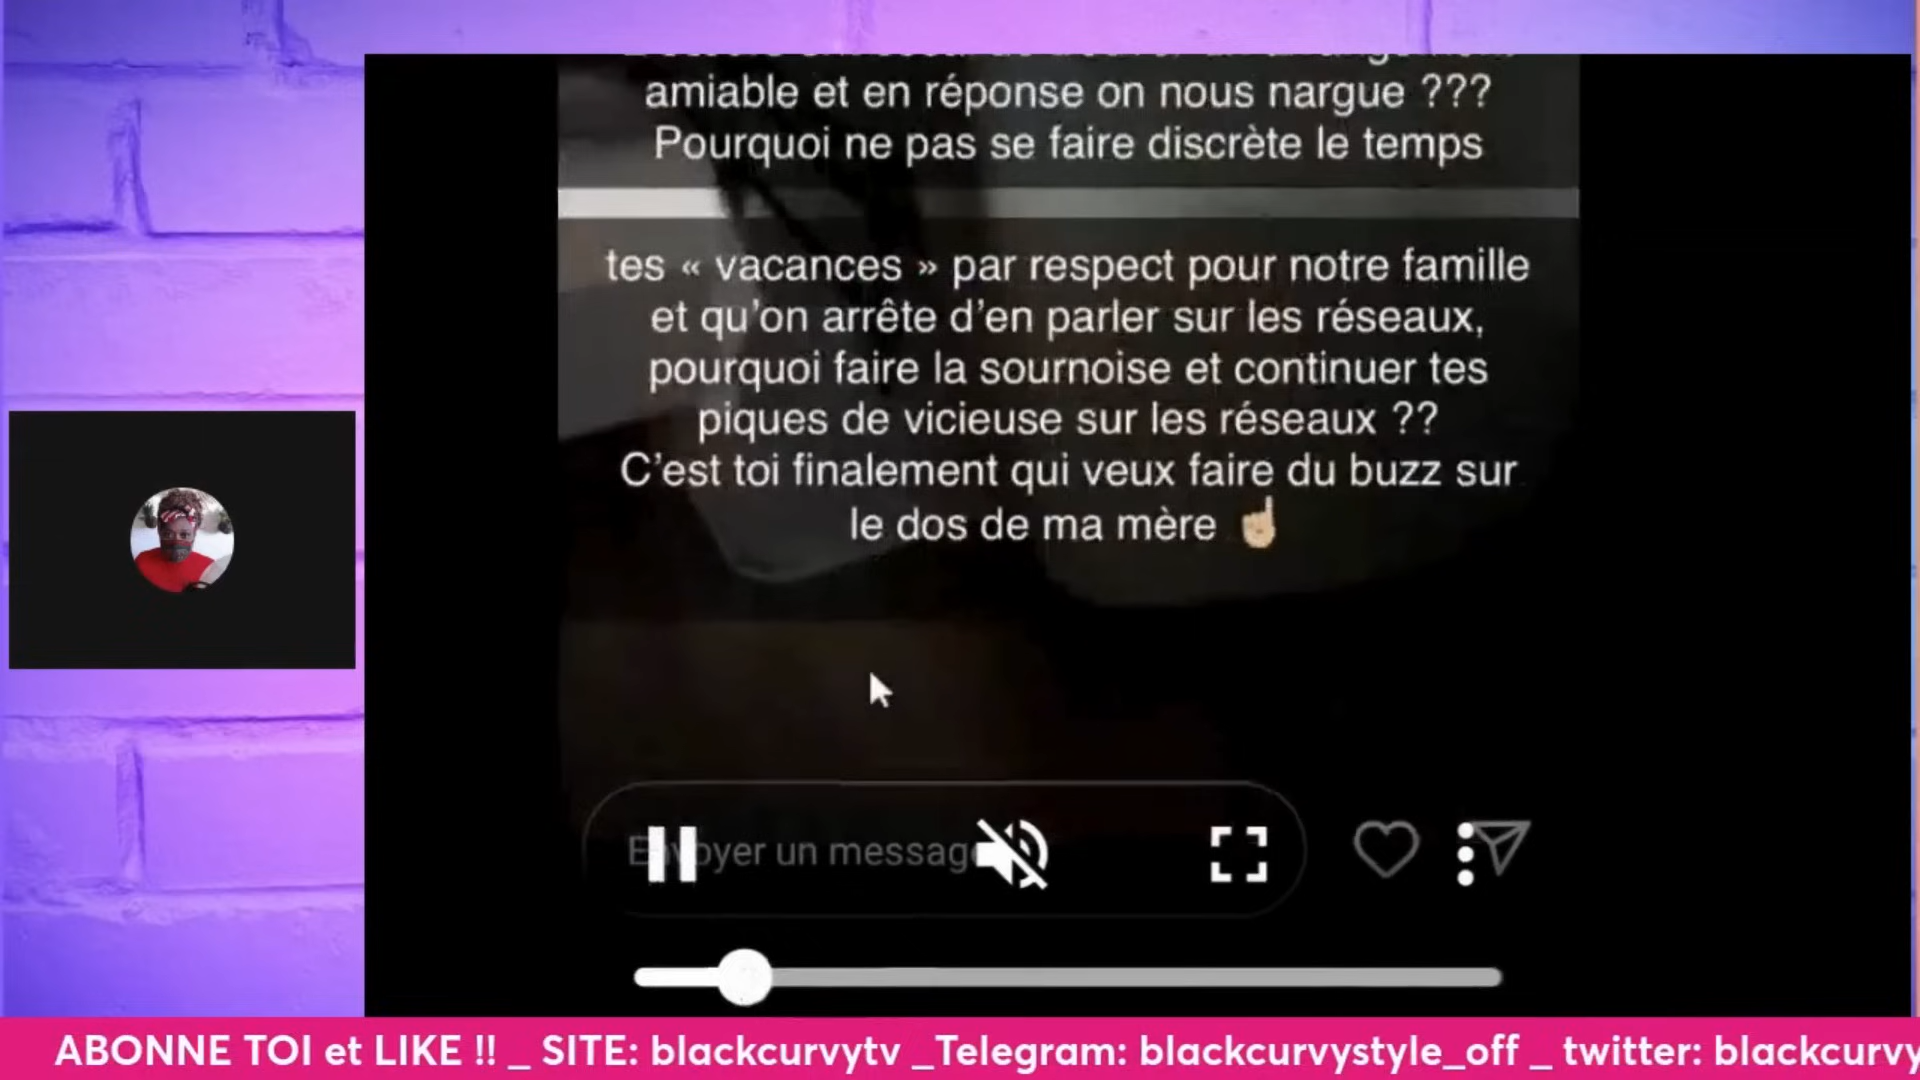 amiable et en réponse on nous nargue ???
Pourquoi ne pas se faire discrète le temps
tes « vacances » par respect pour notre famille
et qu'on arrête d'en parler sur les réseaux,
pourquoi faire la sournoise et continuer tes
piques de vicieuse sur les réseaux ??
C'est toi finalement qui veux faire du buzz sur
le dos de ma mère ☝🏼
Envoyer un message
ABONNE TOI et LIKE !! _ SITE: blackcurvytv _Telegram: blackcurvystyle_off _ twitter: blackcurvy